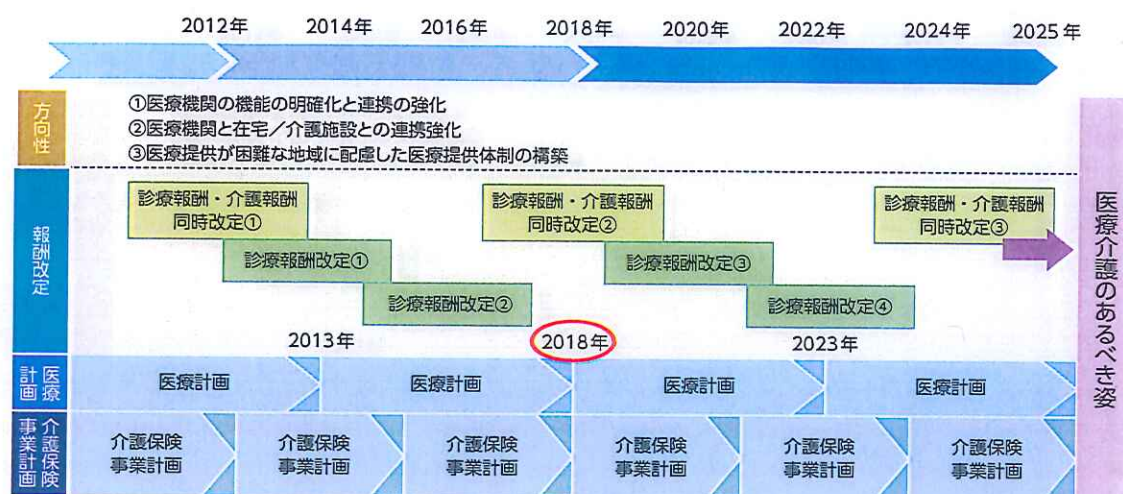 2012年 2014年 2016年 2018年 2020年 2022年 2024年 2025年
方向性
①医療機関の機能の明確化と連携の強化
②医療機関と在宅／介護施設との連携強化
③医療提供が困難な地域に配慮した医療提供体制の構築
報酬改定
診療報酬・介護報酬
同時改定①
診療報酬・介護報酬
同時改定②
診療報酬・介護報酬
同時改定③
診療報酬改定①
診療報酬改定③
診療報酬改定②
診療報酬改定④
2013年 2018年 2023年
医療
計画
医療計画 医療計画 医療計画 医療計画
介護保険
事業計画
介護保険
事業計画
介護保険
事業計画
介護保険
事業計画
介護保険
事業計画
介護保険
事業計画
介護保険
事業計画
医療介護のあるべき姿